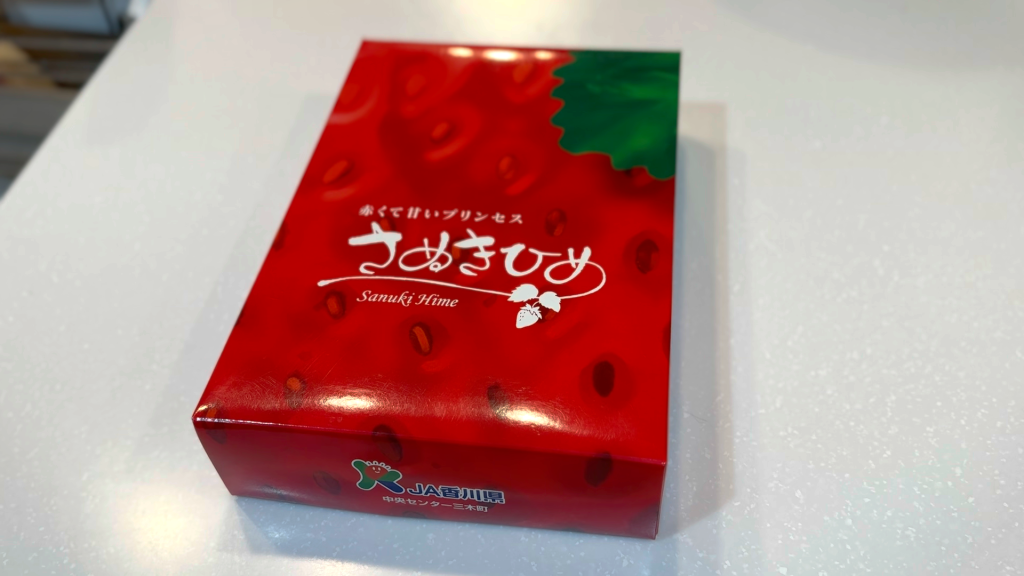 赤くて甘いプリンセス
さぬきひめ
Sanuki Hime
JA香川県
中央センター三木町